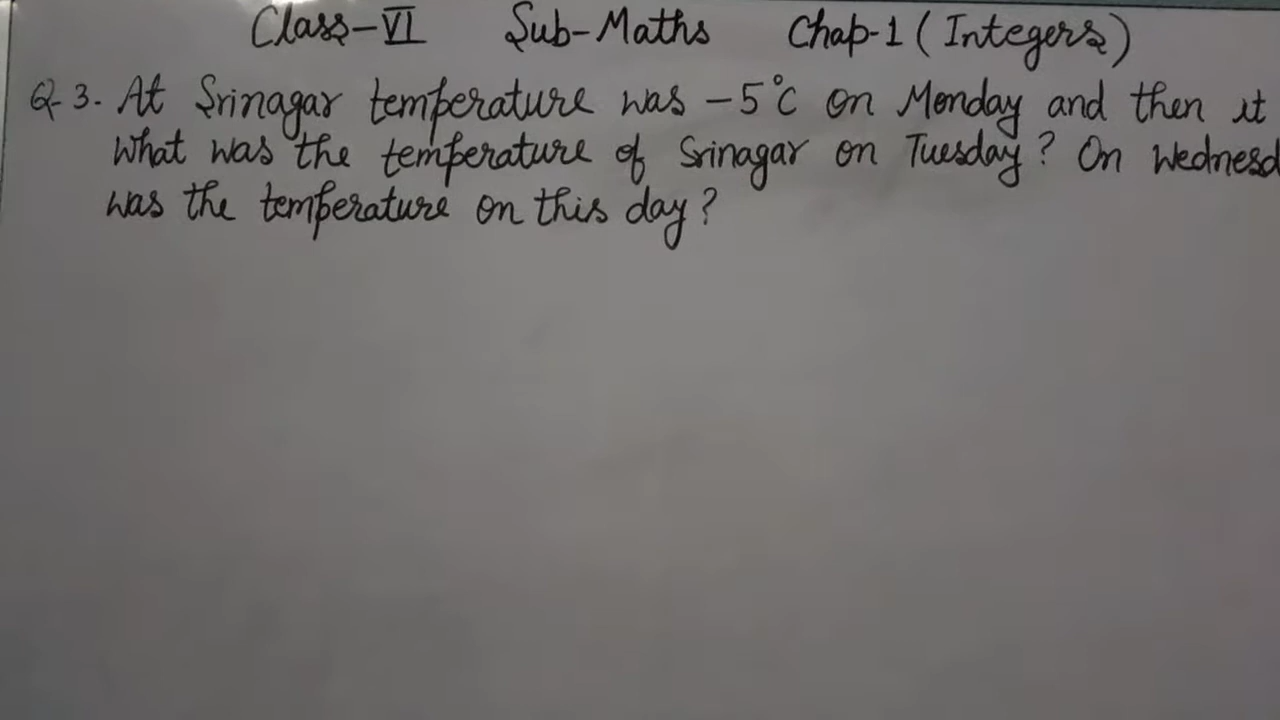 Class-VI Sub-Maths Chap-1 (Integers)
Q-3. At Srinagar temperature was -5°C on Monday and then it
What was the temperature of Srinagar on Tuesday? On Wednesd
was the temperature on this day?